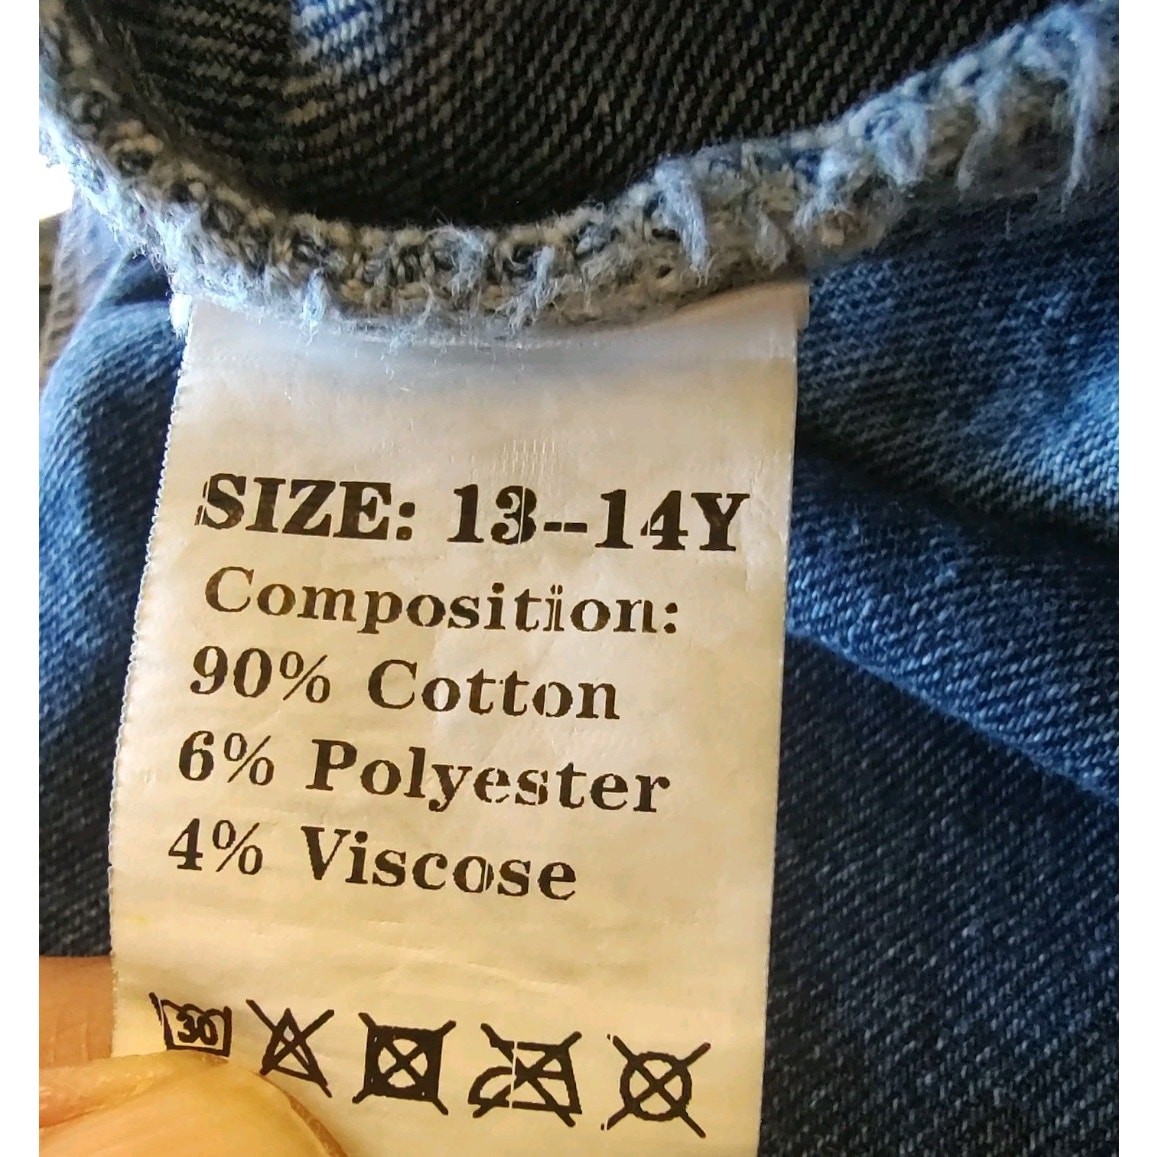 SIZE: 13--14Y
Composition:
90% Cotton
6% Polyester
4% Viscose
30